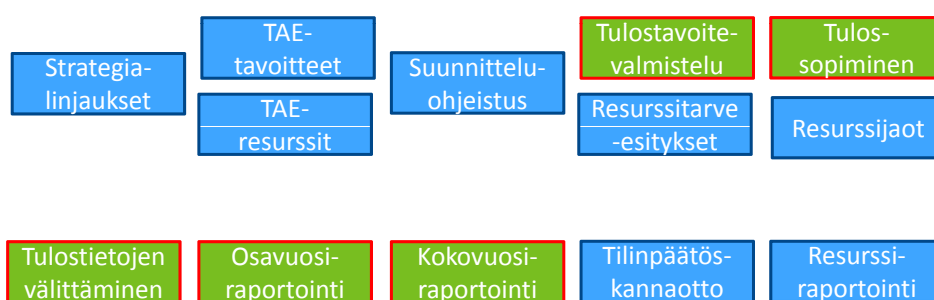 Strategia-
linjaukset
TAE-
tavoitteet
TAE-
resurssit
Suunnittelu-
ohjeistus
Tulostavoite-
valmistelu
Resurssitarve
-esitykset
Tulos-
sopiminen
Resurssijaot
Tulostietojen
välittäminen
Osavuosi-
raportointi
Kokovuosi-
raportointi
Tilinpäätös-
kannaotto
Resurssi-
raportointi